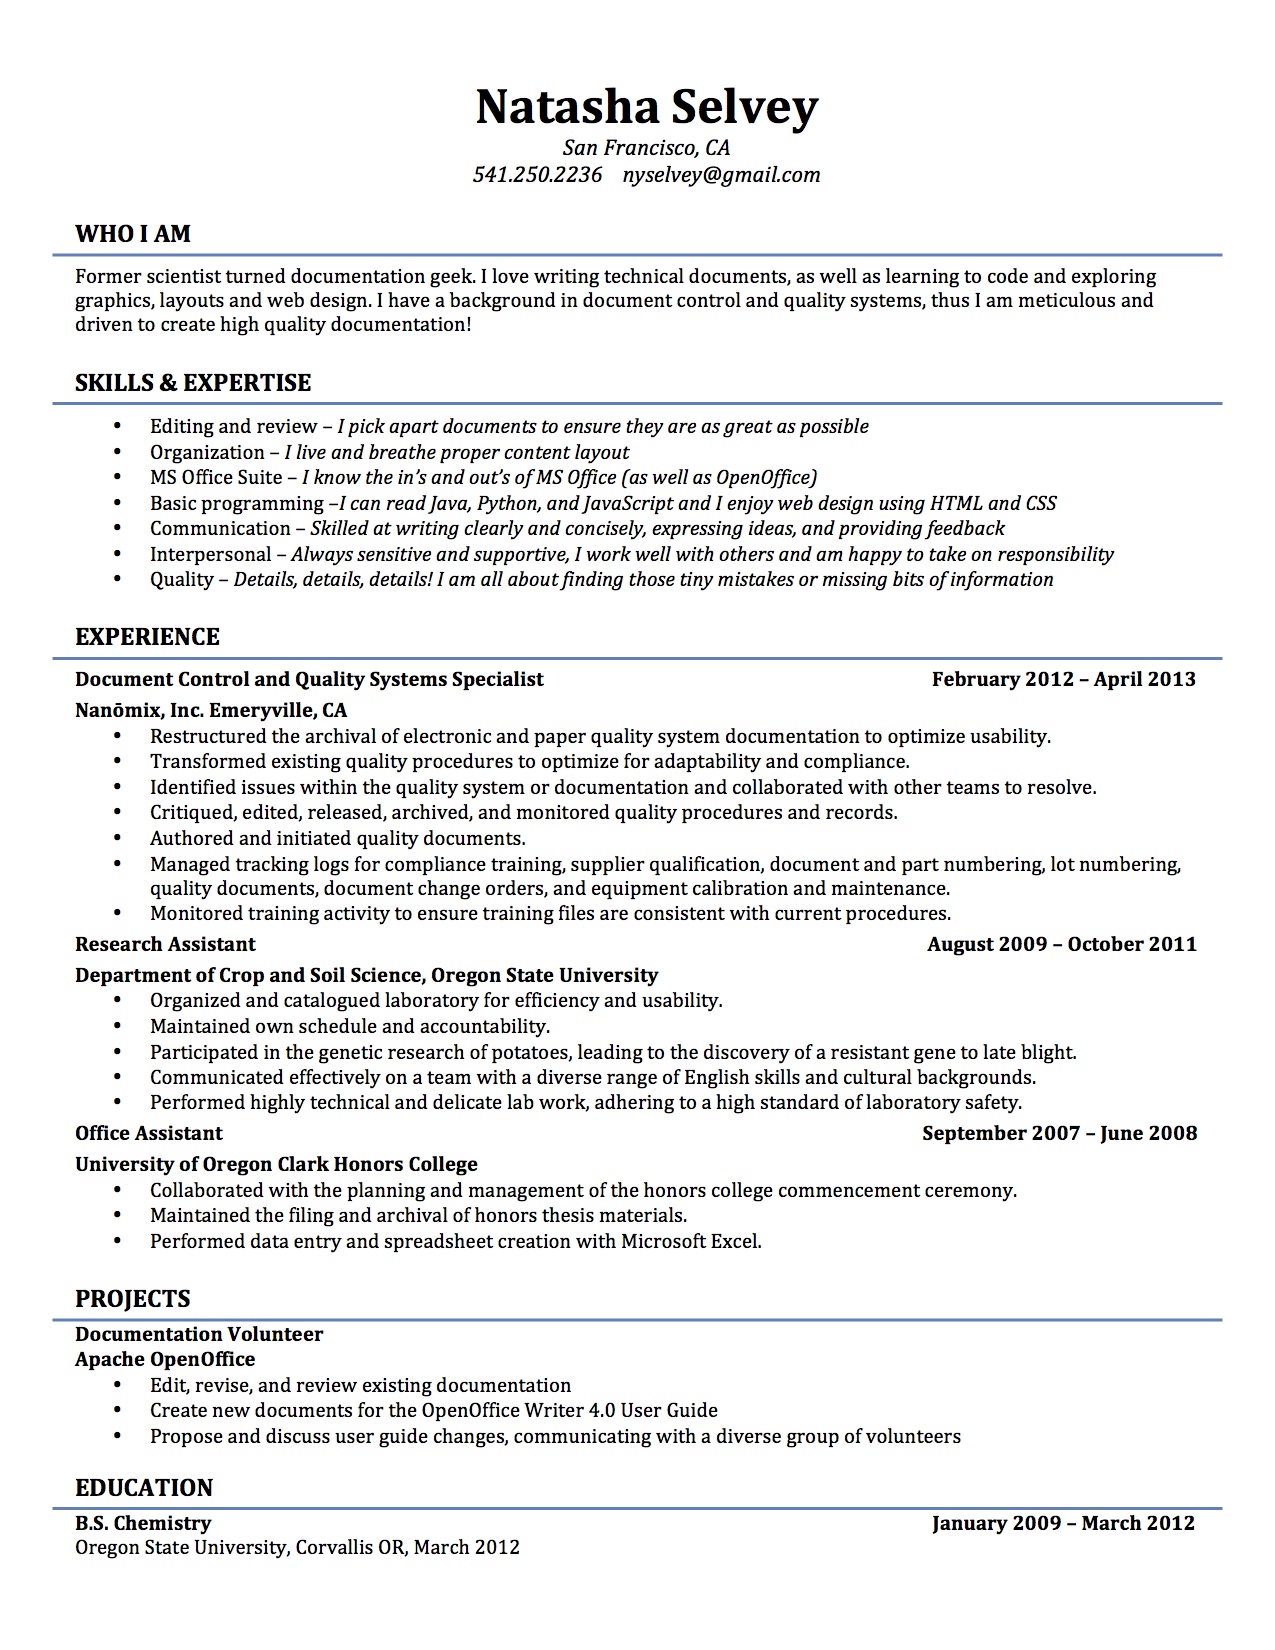 Natasha Selvey
San Francisco, CA
541.250.2236 nyselvey@gmail.com
WHO I AM
Former scientist turned documentation geek. I love writing technical documents, as well as learning to code and exploring
graphics, layouts and web design. I have a background in document control and quality systems, thus I am meticulous and
driven to create high quality documentation!
SKILLS & EXPERTISE
• Editing and review – I pick apart documents to ensure they are as great as possible
• Organization – I live and breathe proper content layout
• MS Office Suite – I know the in’s and out’s of MS Office (as well as OpenOffice)
• Basic programming –I can read Java, Python, and JavaScript and I enjoy web design using HTML and CSS
• Communication – Skilled at writing clearly and concisely, expressing ideas, and providing feedback
• Interpersonal – Always sensitive and supportive, I work well with others and am happy to take on responsibility
• Quality – Details, details, details! I am all about finding those tiny mistakes or missing bits of information
EXPERIENCE
Document Control and Quality Systems Specialist February 2012 – April 2013
Nanōmix, Inc. Emeryville, CA
• Restructured the archival of electronic and paper quality system documentation to optimize usability.
• Transformed existing quality procedures to optimize for adaptability and compliance.
• Identified issues within the quality system or documentation and collaborated with other teams to resolve.
• Critiqued, edited, released, archived, and monitored quality procedures and records.
• Authored and initiated quality documents.
• Managed tracking logs for compliance training, supplier qualification, document and part numbering, lot numbering,
quality documents, document change orders, and equipment calibration and maintenance.
• Monitored training activity to ensure training files are consistent with current procedures.
Research Assistant August 2009 – October 2011
Department of Crop and Soil Science, Oregon State University
• Organized and catalogued laboratory for efficiency and usability.
• Maintained own schedule and accountability.
• Participated in the genetic research of potatoes, leading to the discovery of a resistant gene to late blight.
• Communicated effectively on a team with a diverse range of English skills and cultural backgrounds.
• Performed highly technical and delicate lab work, adhering to a high standard of laboratory safety.
Office Assistant September 2007 – June 2008
University of Oregon Clark Honors College
• Collaborated with the planning and management of the honors college commencement ceremony.
• Maintained the filing and archival of honors thesis materials.
• Performed data entry and spreadsheet creation with Microsoft Excel.
PROJECTS
Documentation Volunteer
Apache OpenOffice
• Edit, revise, and review existing documentation
• Create new documents for the OpenOffice Writer 4.0 User Guide
• Propose and discuss user guide changes, communicating with a diverse group of volunteers
EDUCATION
B.S. Chemistry January 2009 – March 2012
Oregon State University, Corvallis OR, March 2012